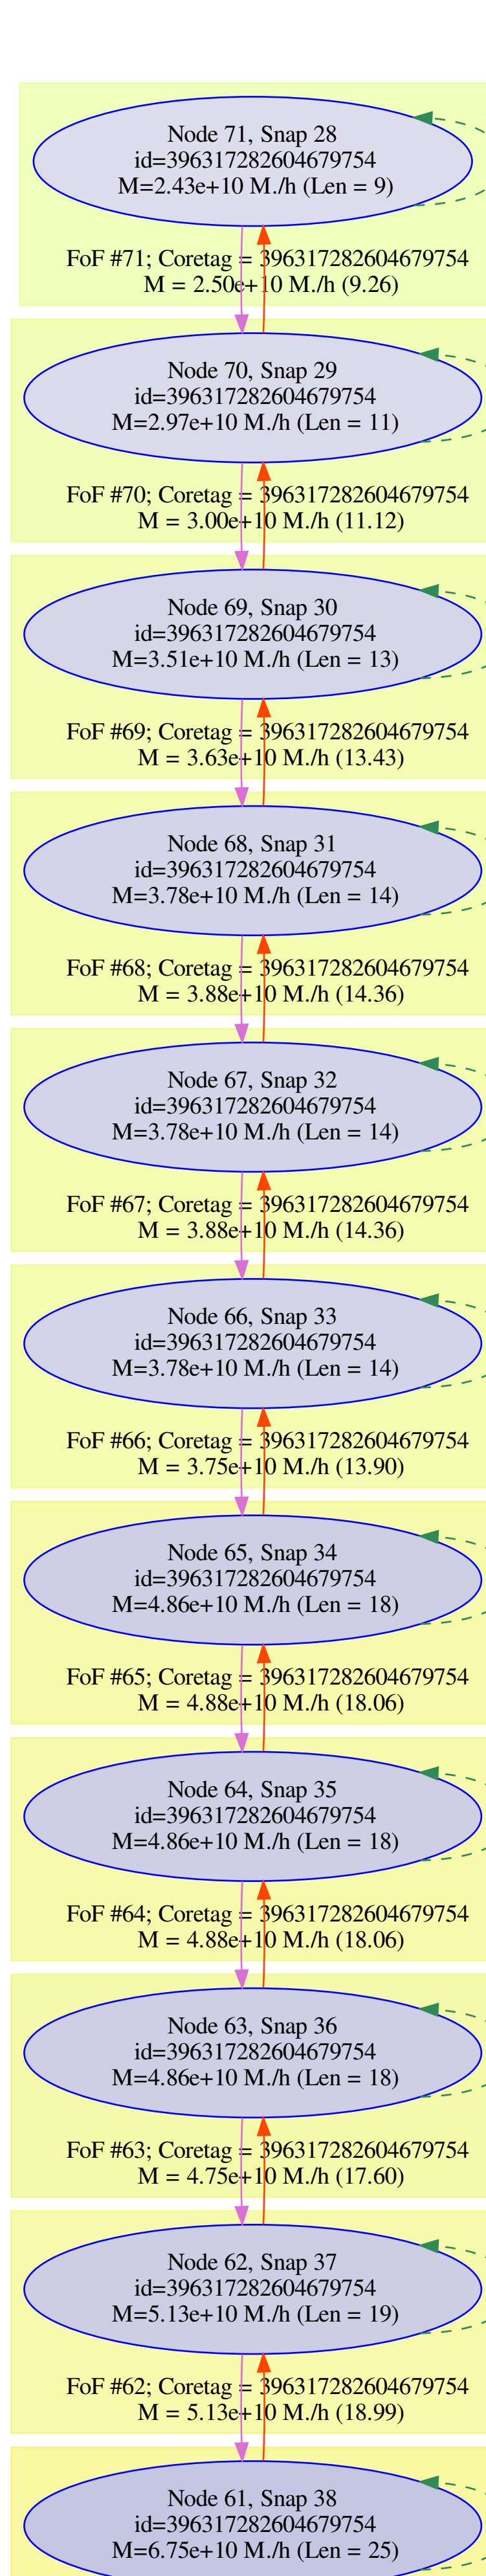 Node 71, Snap 28
id=396317282604679754
M=2.43e+10 M./h (Len = 9)
FoF #71; Coretag = 396317282604679754
M = 2.50e+10 M./h (9.26)
Node 70, Snap 29
id=396317282604679754
M=2.97e+10 M./h (Len = 11)
FoF #70; Coretag = 396317282604679754
M = 3.00e+10 M./h (11.12)
Node 69, Snap 30
id=396317282604679754
M=3.51e+10 M./h (Len = 13)
FoF #69; Coretag = 396317282604679754
M = 3.63e+10 M./h (13.43)
Node 68, Snap 31
id=396317282604679754
M=3.78e+10 M./h (Len = 14)
FoF #68; Coretag = 396317282604679754
M = 3.88e+10 M./h (14.36)
Node 67, Snap 32
id=396317282604679754
M=3.78e+10 M./h (Len = 14)
FoF #67; Coretag = 396317282604679754
M = 3.88e+10 M./h (14.36)
Node 66, Snap 33
id=396317282604679754
M=3.78e+10 M./h (Len = 14)
FoF #66; Coretag = 396317282604679754
M = 3.75e+10 M./h (13.90)
Node 65, Snap 34
id=396317282604679754
M=4.86e+10 M./h (Len = 18)
FoF #65; Coretag = 396317282604679754
M = 4.88e+10 M./h (18.06)
Node 64, Snap 35
id=396317282604679754
M=4.86e+10 M./h (Len = 18)
FoF #64; Coretag = 396317282604679754
M = 4.88e+10 M./h (18.06)
Node 63, Snap 36
id=396317282604679754
M=4.86e+10 M./h (Len = 18)
FoF #63; Coretag = 396317282604679754
M = 4.75e+10 M./h (17.60)
Node 62, Snap 37
id=396317282604679754
M=5.13e+10 M./h (Len = 19)
FoF #62; Coretag = 396317282604679754
M = 5.13e+10 M./h (18.99)
Node 61, Snap 38
id=396317282604679754
M=6.75e+10 M./h (Len = 25)